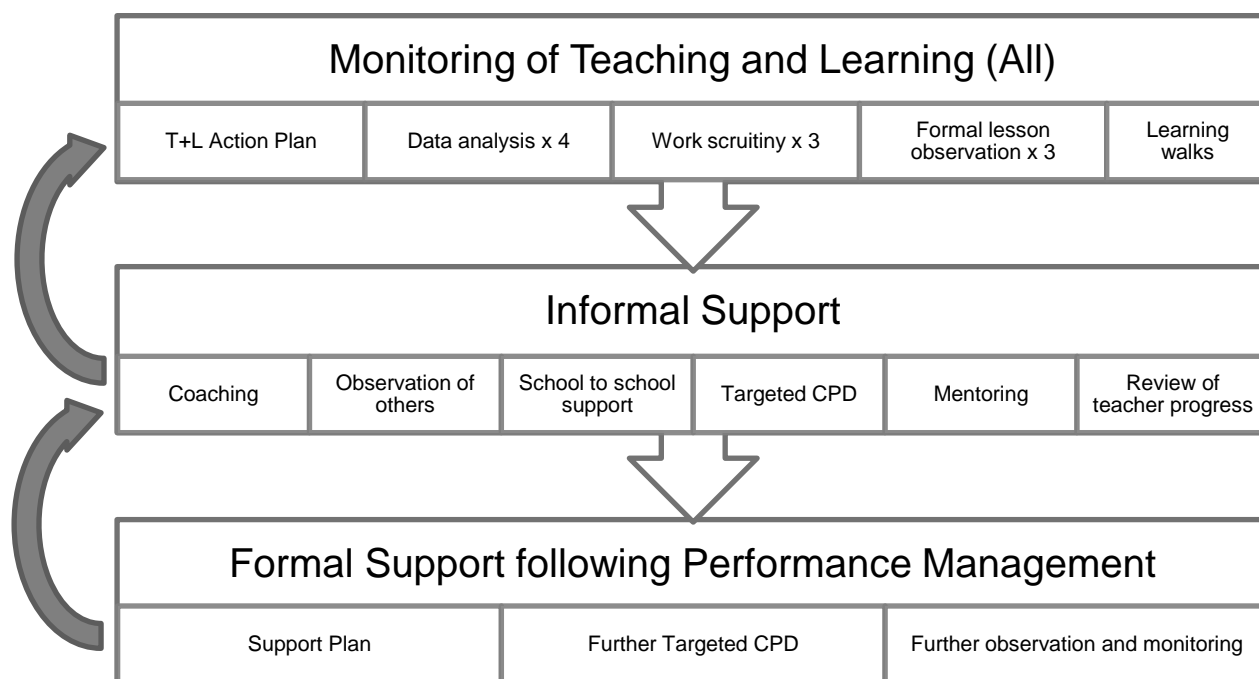 Monitoring of Teaching and Learning (All)
T+L Action Plan
Data analysis x 4
Work scruitiny x 3
Formal lesson
observation x 3
Learning
walks
Informal Support
Coaching
Observation of
others
School to school
support
Targeted CPD
Mentoring
Review of
teacher progress
Formal Support following Performance Management
Support Plan
Further Targeted CPD
Further observation and monitoring